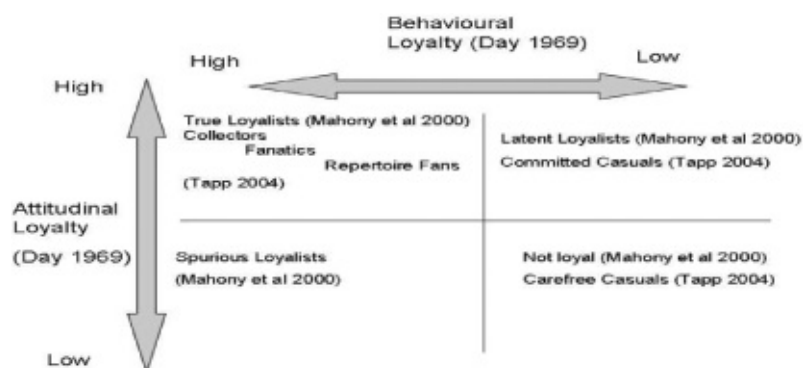 Behavioural
Loyalty (Day 1969)
High
Low
High
True Loyalists (Mahony et al 2000)
Collectors
Fanatics
Repertoire Fans
(Tapp 2004)
Latent Loyalists (Mahony et al 2000)
Committed Casuals (Tapp 2004)
Attitudinal
Loyalty
(Day 1969)
Spurious Loyalists
(Mahony et al 2000)
Not loyal (Mahony et al 2000)
Carefree Casuals (Tapp 2004)
Low